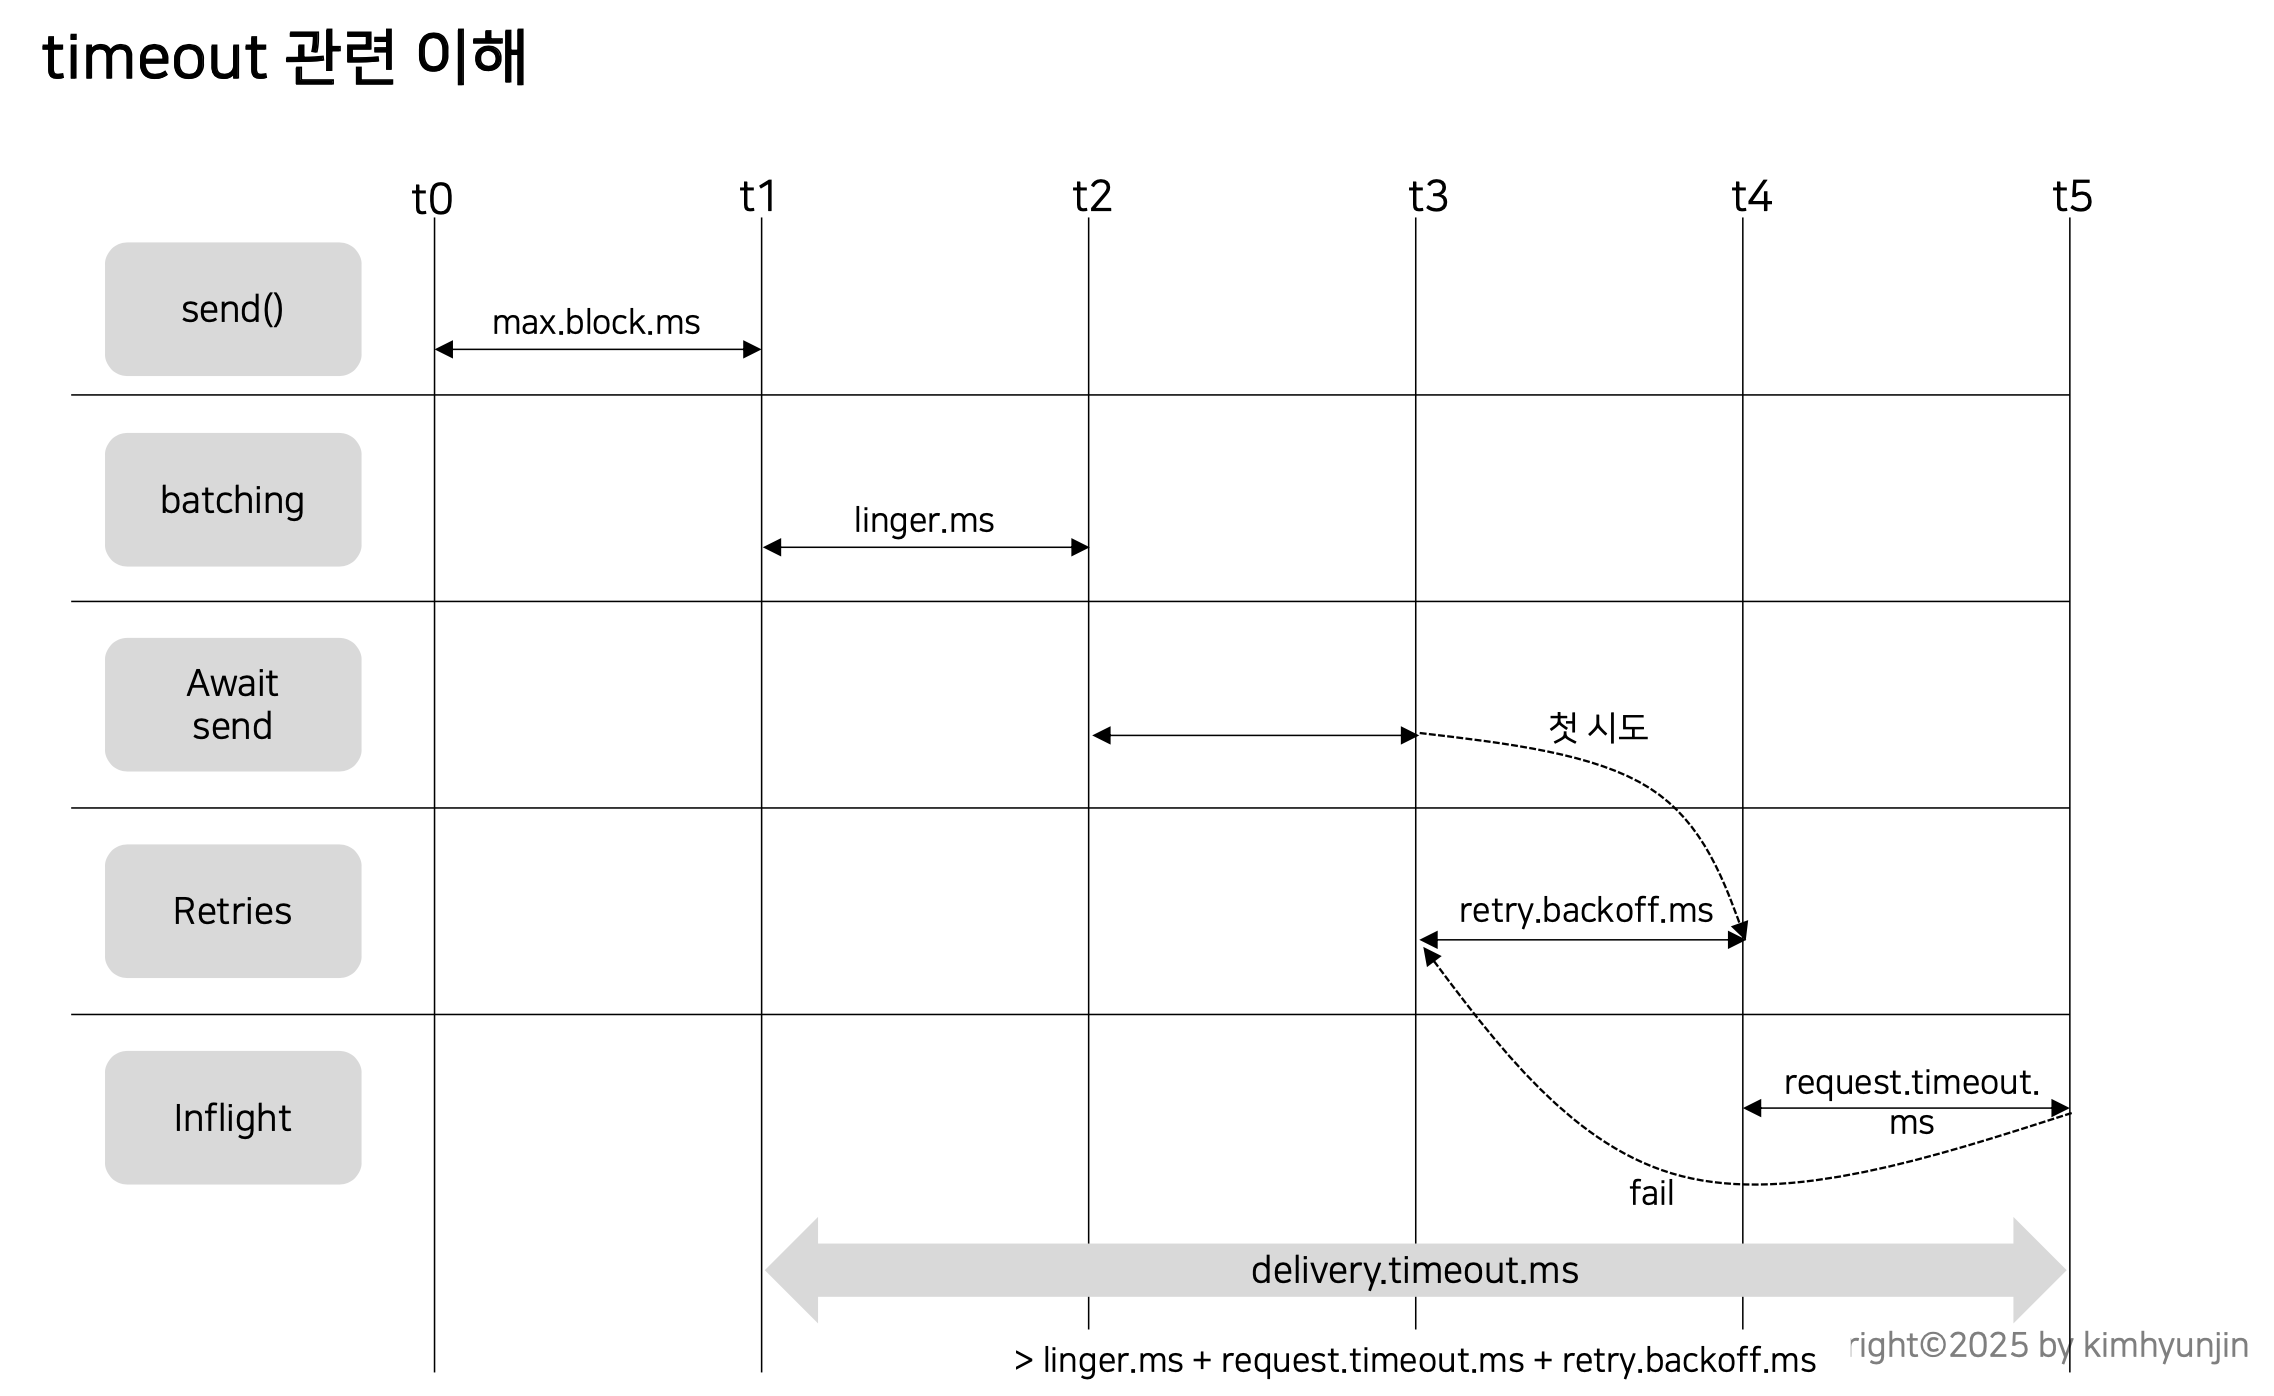 timeout 관련 이해
t0
t1
t2
t3
t4
t5
send()
max.block.ms
batching
linger.ms
Await
send
첫 시도
Retries
retry.backoff.ms
Inflight
request.timeout.
ms
fail
delivery.timeout.ms
> linger.ms + request.timeout.ms + retry.backoff.ms
right©2025 by kimhyunjin